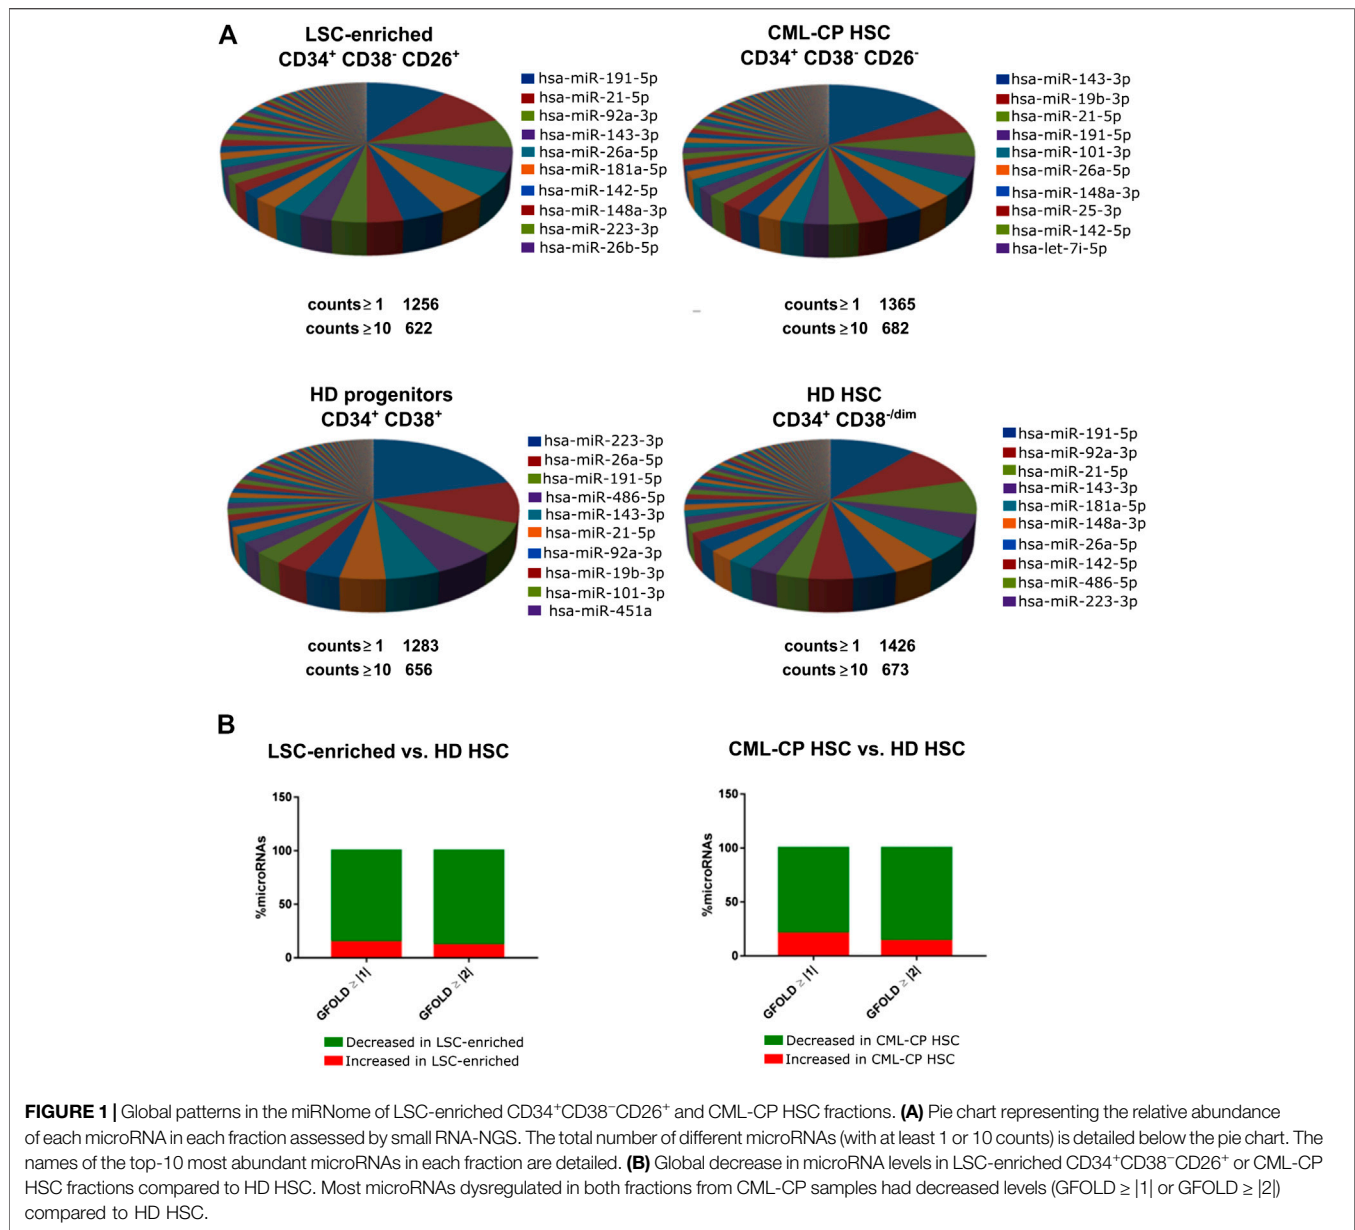 A
LSC-enriched
CD34⁺ CD38⁻ CD26⁺
hsa-miR-191-5p
hsa-miR-21-5p
hsa-miR-92a-3p
hsa-miR-143-3p
hsa-miR-26a-5p
hsa-miR-181a-5p
hsa-miR-142-5p
hsa-miR-148a-3p
hsa-miR-223-3p
hsa-miR-26b-5p
counts ≥ 1 1256
counts ≥10 622
CML-CP HSC
CD34⁺ CD38⁻ CD26⁻
hsa-miR-143-3p
hsa-miR-19b-3p
hsa-miR-21-5p
hsa-miR-191-5p
hsa-miR-101-3p
hsa-miR-26a-5p
hsa-miR-148a-3p
hsa-miR-25-3p
hsa-miR-142-5p
hsa-let-7i-5p
counts ≥ 1 1365
counts ≥10 682
HD progenitors
CD34⁺ CD38⁺
hsa-miR-223-3p
hsa-miR-26a-5p
hsa-miR-191-5p
hsa-miR-486-5p
hsa-miR-143-3p
hsa-miR-21-5p
hsa-miR-92a-3p
hsa-miR-19b-3p
hsa-miR-101-3p
hsa-miR-451a
counts ≥ 1 1283
counts ≥10 656
HD HSC
CD34⁺ CD38⁻/dim
hsa-miR-191-5p
hsa-miR-92a-3p
hsa-miR-21-5p
hsa-miR-143-3p
hsa-miR-181a-5p
hsa-miR-148a-3p
hsa-miR-26a-5p
hsa-miR-142-5p
hsa-miR-486-5p
hsa-miR-223-3p
counts ≥ 1 1426
counts ≥10 673
B
LSC-enriched vs. HD HSC
%microRNAs
150
100
50
0
GFOLD ≥ |1|
GFOLD ≥ |2|
Decreased in LSC-enriched
Increased in LSC-enriched
CML-CP HSC vs. HD HSC
%microRNAs
150
100
50
0
GFOLD ≥ |1|
GFOLD ≥ |2|
Decreased in CML-CP HSC
Increased in CML-CP HSC
FIGURE 1 | Global patterns in the miRNome of LSC-enriched CD34⁺CD38⁻CD26⁺ and CML-CP HSC fractions. (A) Pie chart representing the relative abundance
of each microRNA in each fraction assessed by small RNA-NGS. The total number of different microRNAs (with at least 1 or 10 counts) is detailed below the pie chart. The
names of the top-10 most abundant microRNAs in each fraction are detailed. (B) Global decrease in microRNA levels in LSC-enriched CD34⁺CD38⁻CD26⁺ or CML-CP
HSC fractions compared to HD HSC. Most microRNAs dysregulated in both fractions from CML-CP samples had decreased levels (GFOLD ≥ |1| or GFOLD ≥ |2|)
compared to HD HSC.